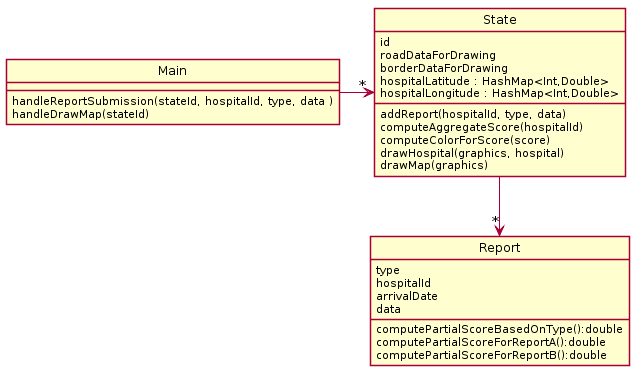 Main
handleReportSubmission(stateId, hospitalId, type, data )
handleDrawMap(stateId)
*
State
id
roadDataForDrawing
borderDataForDrawing
hospitalLatitude : HashMap<Int,Double>
hospitalLongitude : HashMap<Int,Double>
addReport(hospitalId, type, data)
computeAggregateScore(hospitalId)
computeColorForScore(score)
drawHospital(graphics, hospital)
drawMap(graphics)
*
Report
type
hospitalId
arrivalDate
data
computePartialScoreBasedOnType():double
computePartialScoreForReportA():double
computePartialScoreForReportB():double